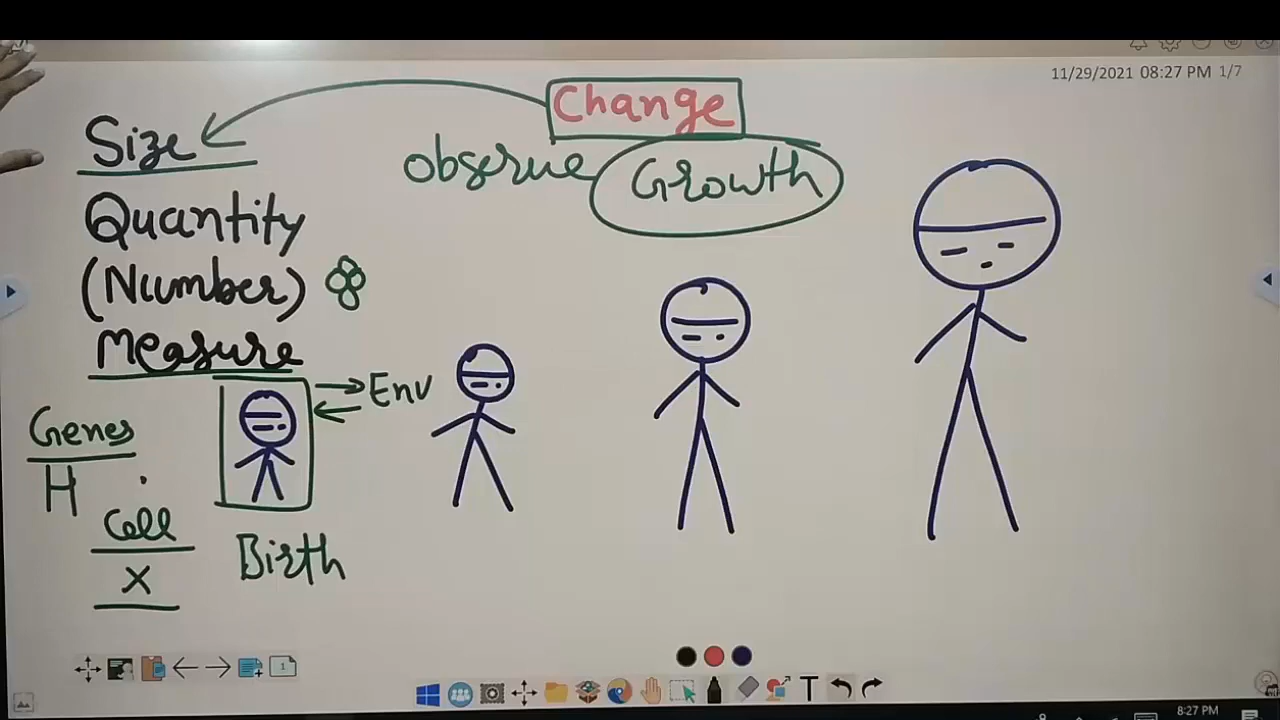 11/29/2021 08:27 PM 1/7
Change
Size
observe Growth
Quantity
(Number)
Measure
Env
Genes
H
Cell
X
Birth
1
T
8:27 PM